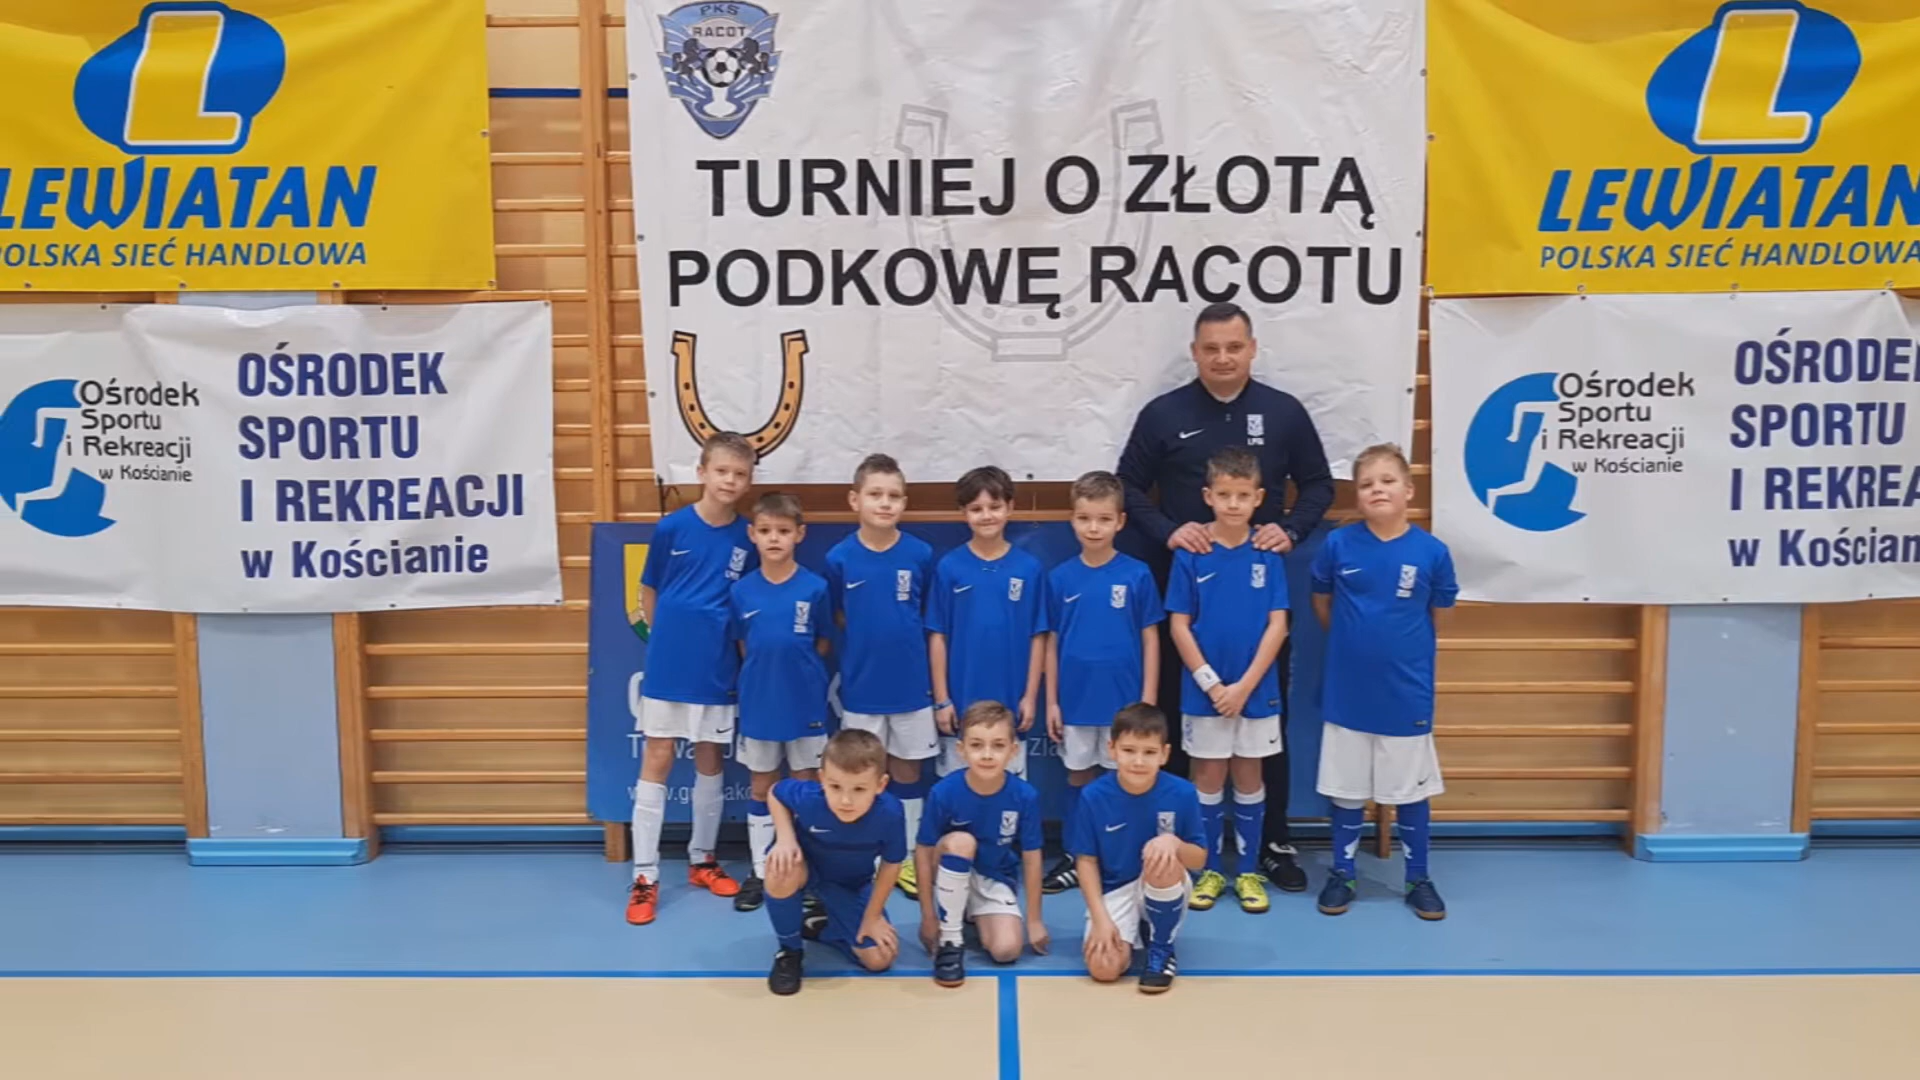 LEWIATAN
POLSKA SIEĆ HANDLOWA
PKS
RACOT
TURNIEJ O ZŁOTĄ
PODKOWĘ RACOTU
LEWIATAN
POLSKA SIEĆ HANDLOWA
Ośrodek
Sportu
i Rekreacji
w Kościanie
OŚRODEK
SPORTU
I REKREACJI
w Kościanie
Ośrodek
Sportu
i Rekreacji
w Kościanie
OŚRODE
SPORTU
I REKREA
w Kościan